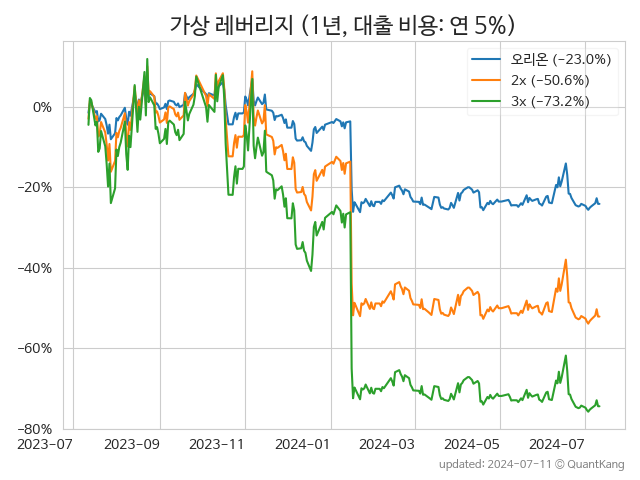 가상 레버리지 (1년, 대출 비용: 연 5%)
오리온 (−23.0%)
2x (−50.6%)
3x (−73.2%)
0%
−20%
−40%
−60%
−80%
2023-07
2023-09
2023-11
2024-01
2024-03
2024-05
2024-07
updated: 2024-07-11 © QuantKang